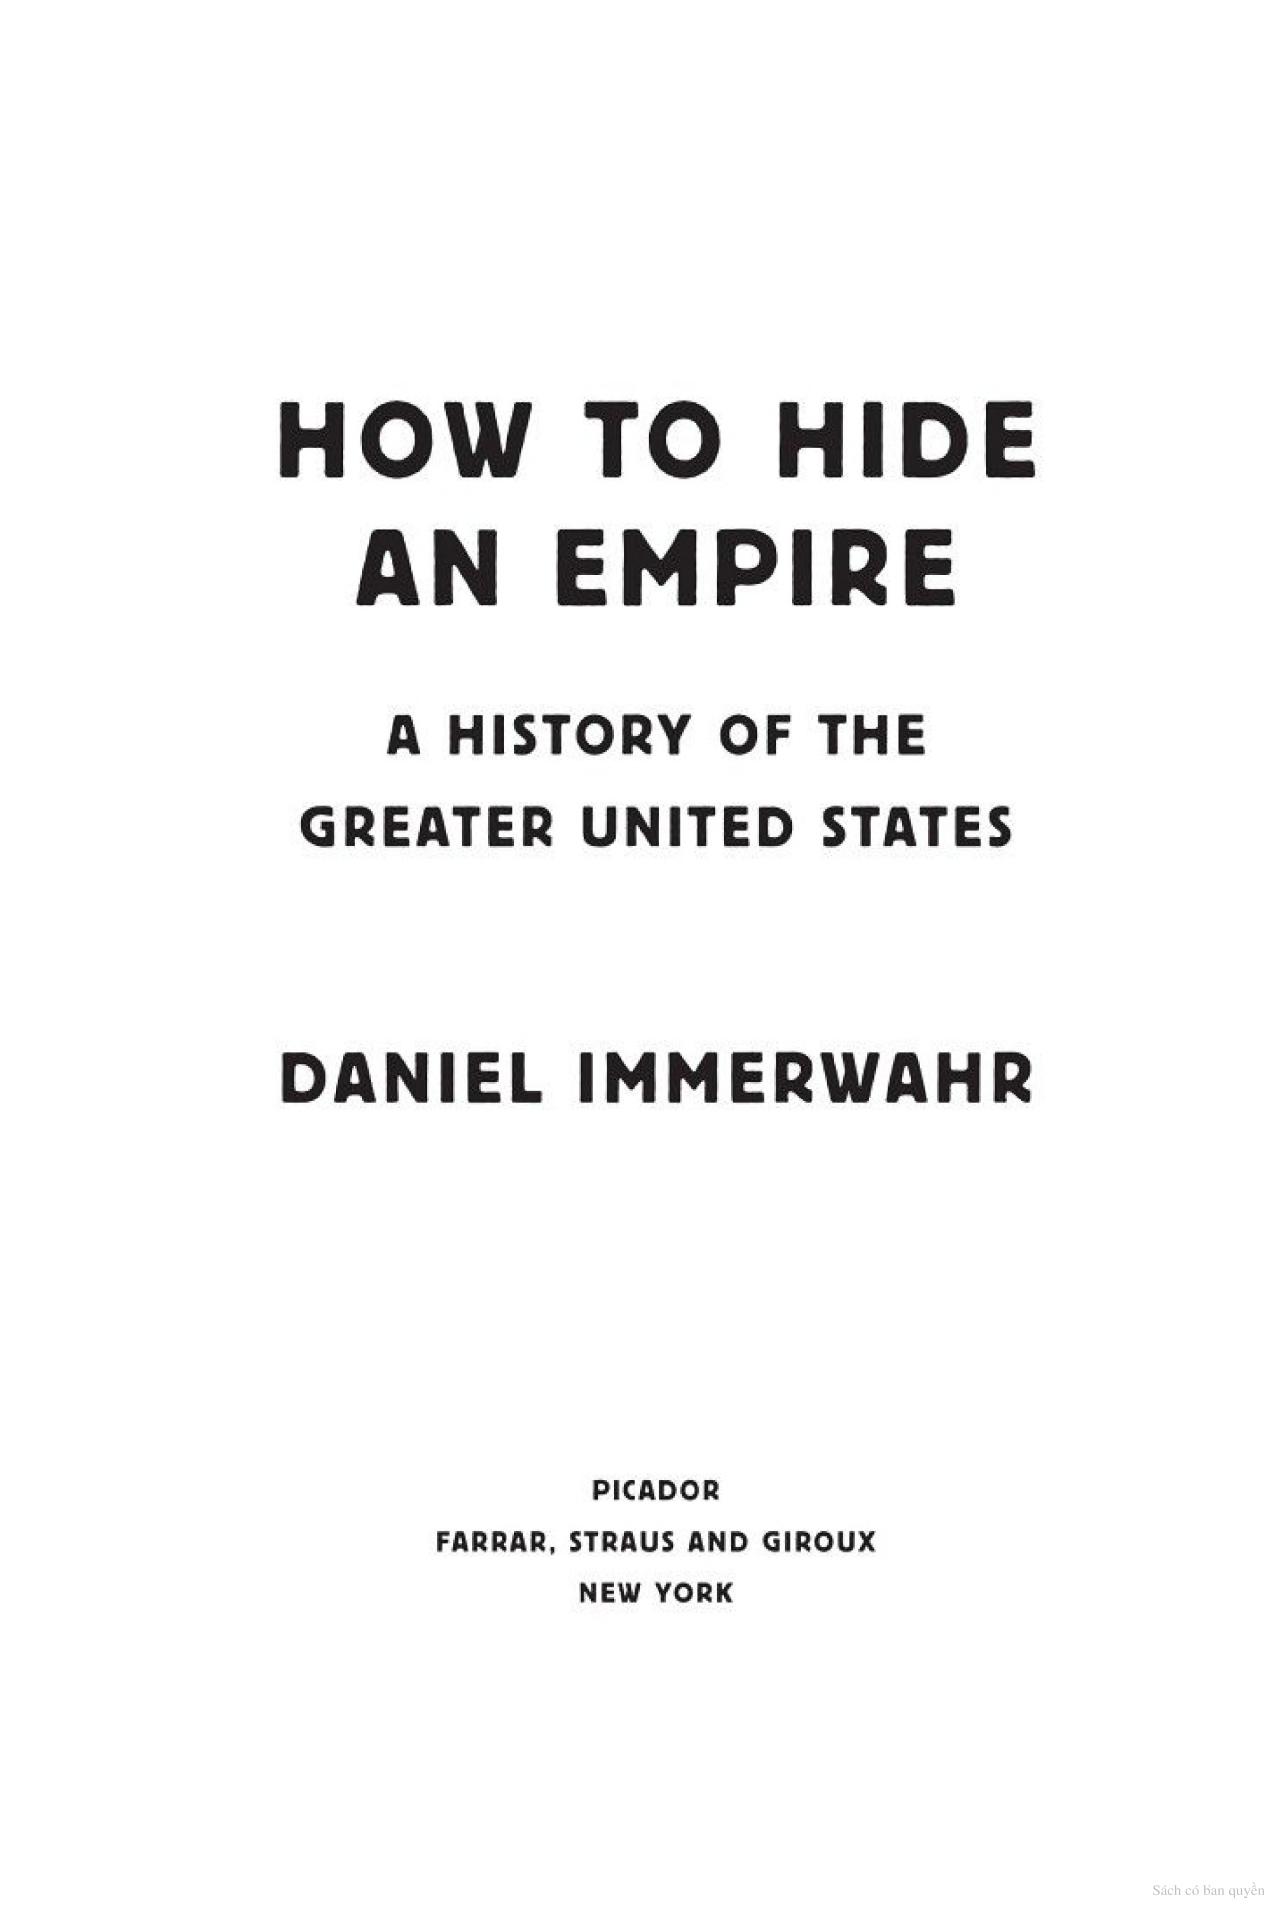 HOW TO HIDE
AN EMPIRE
A HISTORY OF THE
GREATER UNITED STATES
DANIEL IMMERWAHR
PICADOR
FARRAR, STRAUS AND GIROUX
NEW YORK
Sách có bản quyền